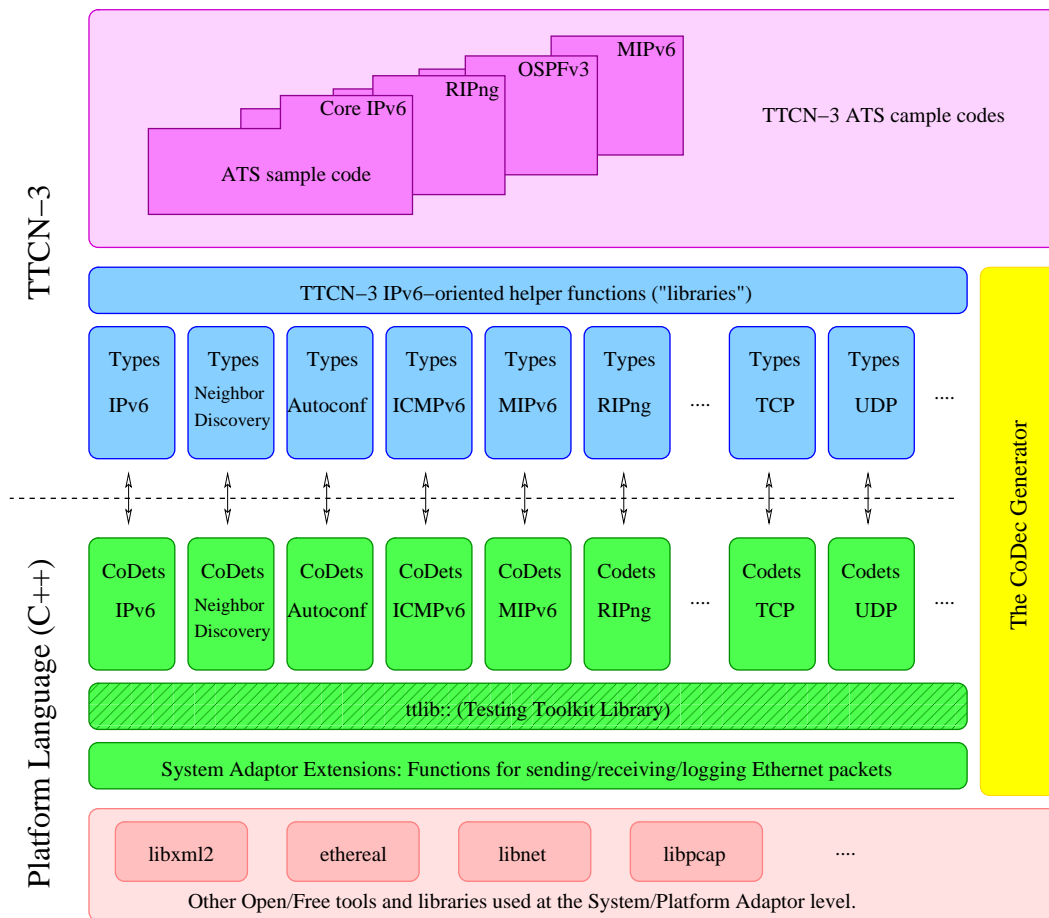 MIPv6
OSPFv3
RIPng
Core IPv6
ATS sample code
TTCN−3 ATS cample codes
TTCN−3
TTCN−3 IPv6−oriented helper functions ("libraries")
Types
IPv6
Types
Neighbor
Discovery
Types
Autoconf
Types
ICMPv6
Types
MIPv6
Types
RIPng
....
Types
TCP
Types
UDP
....
The CoDec Generator
Platform Language (C++)
CoDets
IPv6
CoDets
Neighbor
Discovery
CoDets
Autoconf
CoDets
ICMPv6
CoDets
MIPv6
Codets
RIPng
....
Codets
TCP
Codets
UDP
....
ttlib:: (Testing Toolkit Library)
System Adaptor Extensions: Functions for sending/receiving/logging Ethernet packets
libxml2
ethereal
libnet
libpcap
....
Other Open/Free tools and libraries used at the System/Platform Adaptor level.